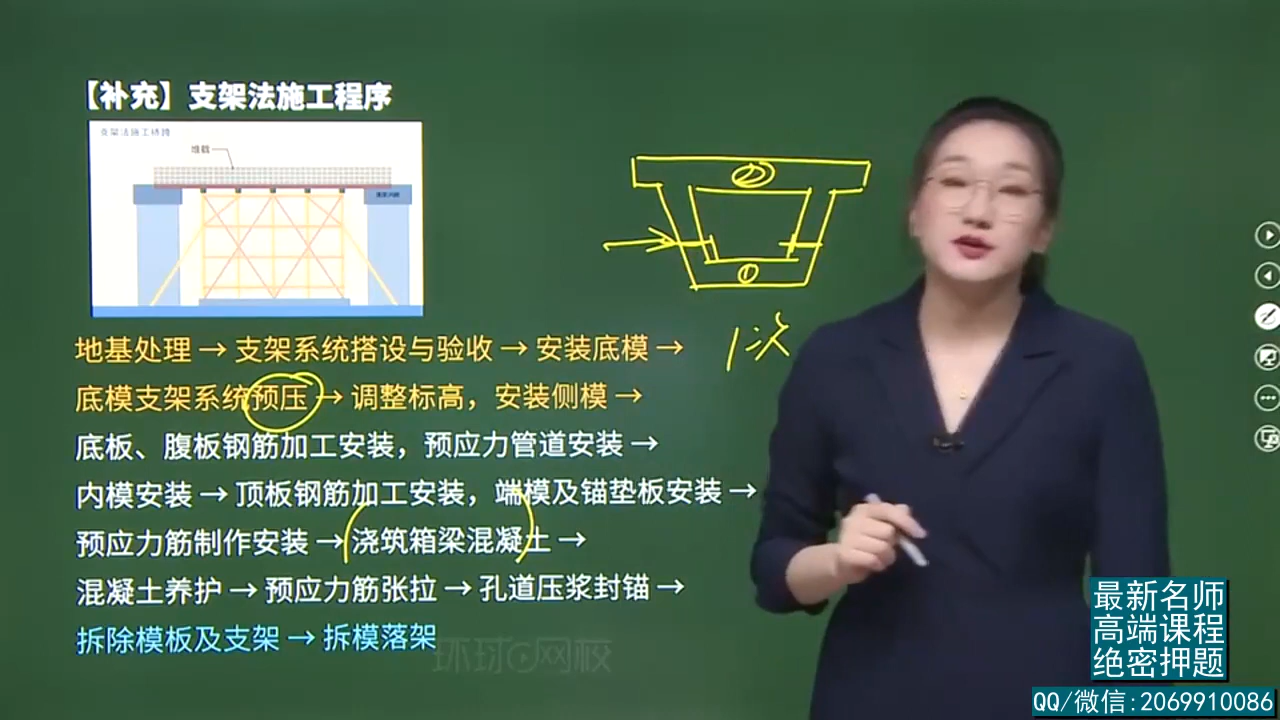 【补充】支架法施工程序
支架法施工桥跨
堆载
地基处理→支架系统搭设与验收→安装底模→
底模支架系统预压→调整标高，安装侧模→
底板、腹板钢筋加工安装，预应力管道安装→
内模安装→顶板钢筋加工安装，端模及锚垫板安装→
预应力筋制作安装→浇筑箱梁混凝土→
混凝土养护→预应力筋张拉→孔道压浆封锚→
拆除模板及支架→拆模落架
②
①
1次
环球网校
最新名师
高端课程
绝密押题
QQ/微信:2069910086